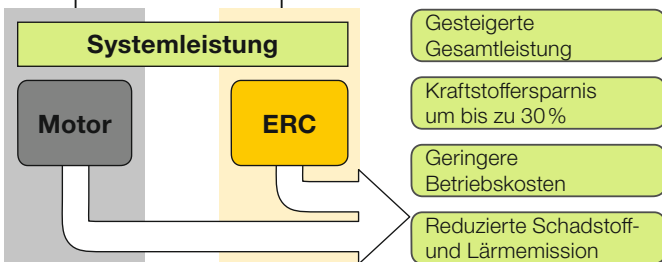 Systemleistung
Motor
ERC
Gesteigerte
Gesamtleistung
Kraftstoffersparnis
um bis zu 30 %
Geringere
Betriebskosten
Reduzierte Schadstoff-
und Lärmemission